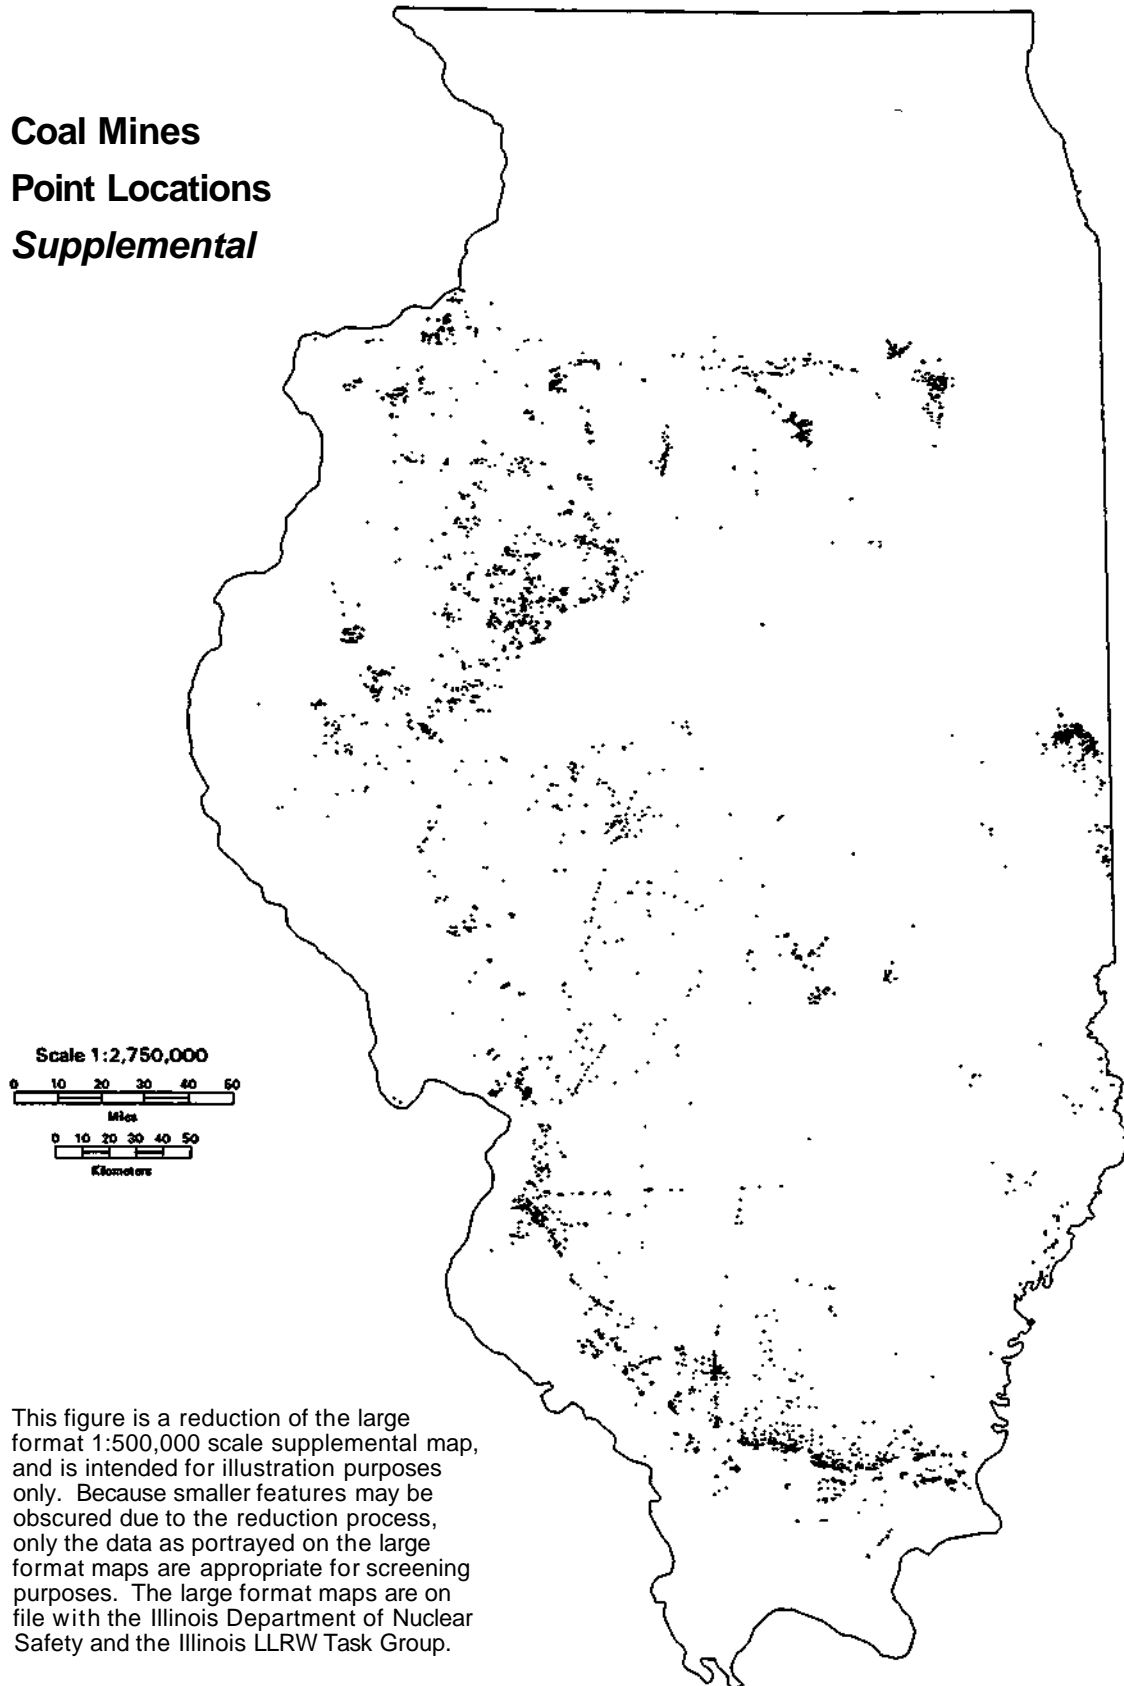 Coal Mines
Point Locations
Supplemental
Scale 1:2,750,000
0 10 20 30 40 50
Miles
0 10 20 30 40 50
Kilometers
This figure is a reduction of the large
format 1:500,000 scale supplemental map,
and is intended for illustration purposes
only. Because smaller features may be
obscured due to the reduction process,
only the data as portrayed on the large
format maps are appropriate for screening
purposes. The large format maps are on
file with the Illinois Department of Nuclear
Safety and the Illinois LLRW Task Group.